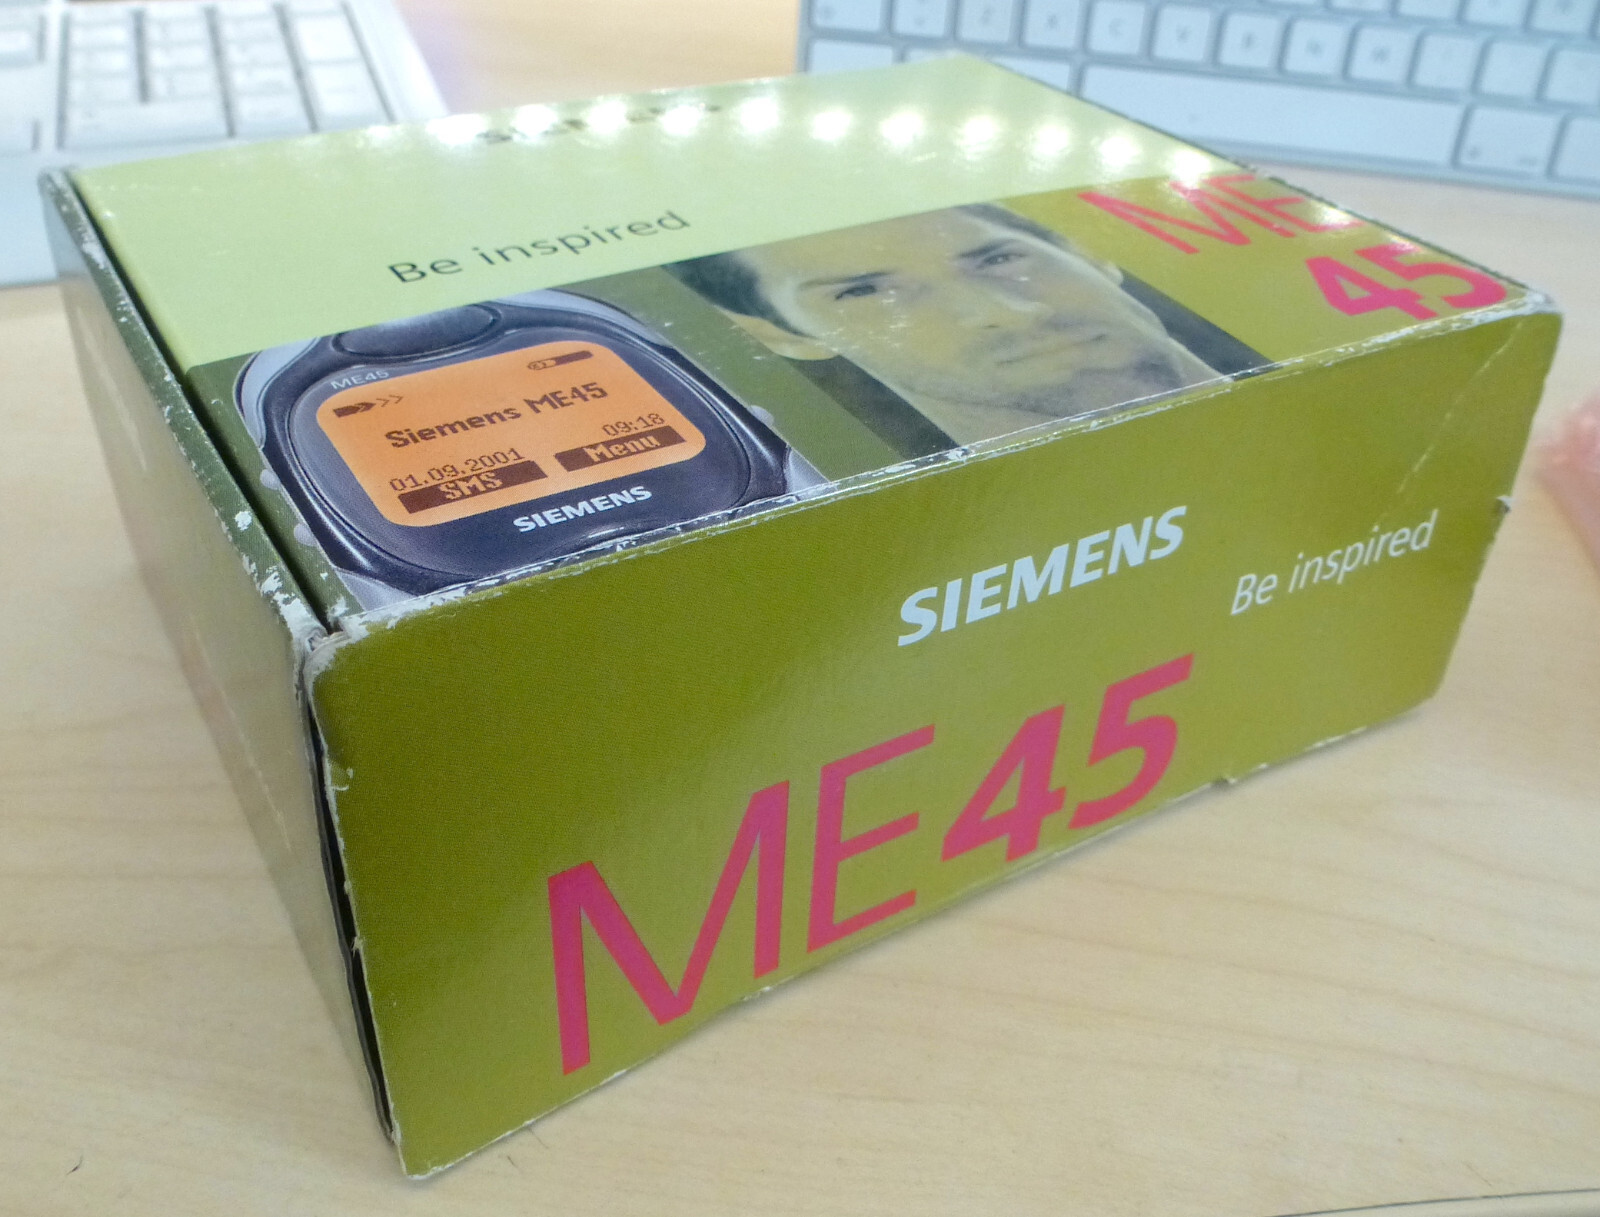 Be inspired
ME
45
ME45
Siemens ME45
01.09.2001 09:18
SMS Menu
SIEMENS
SIEMENS
Be inspired
ME45